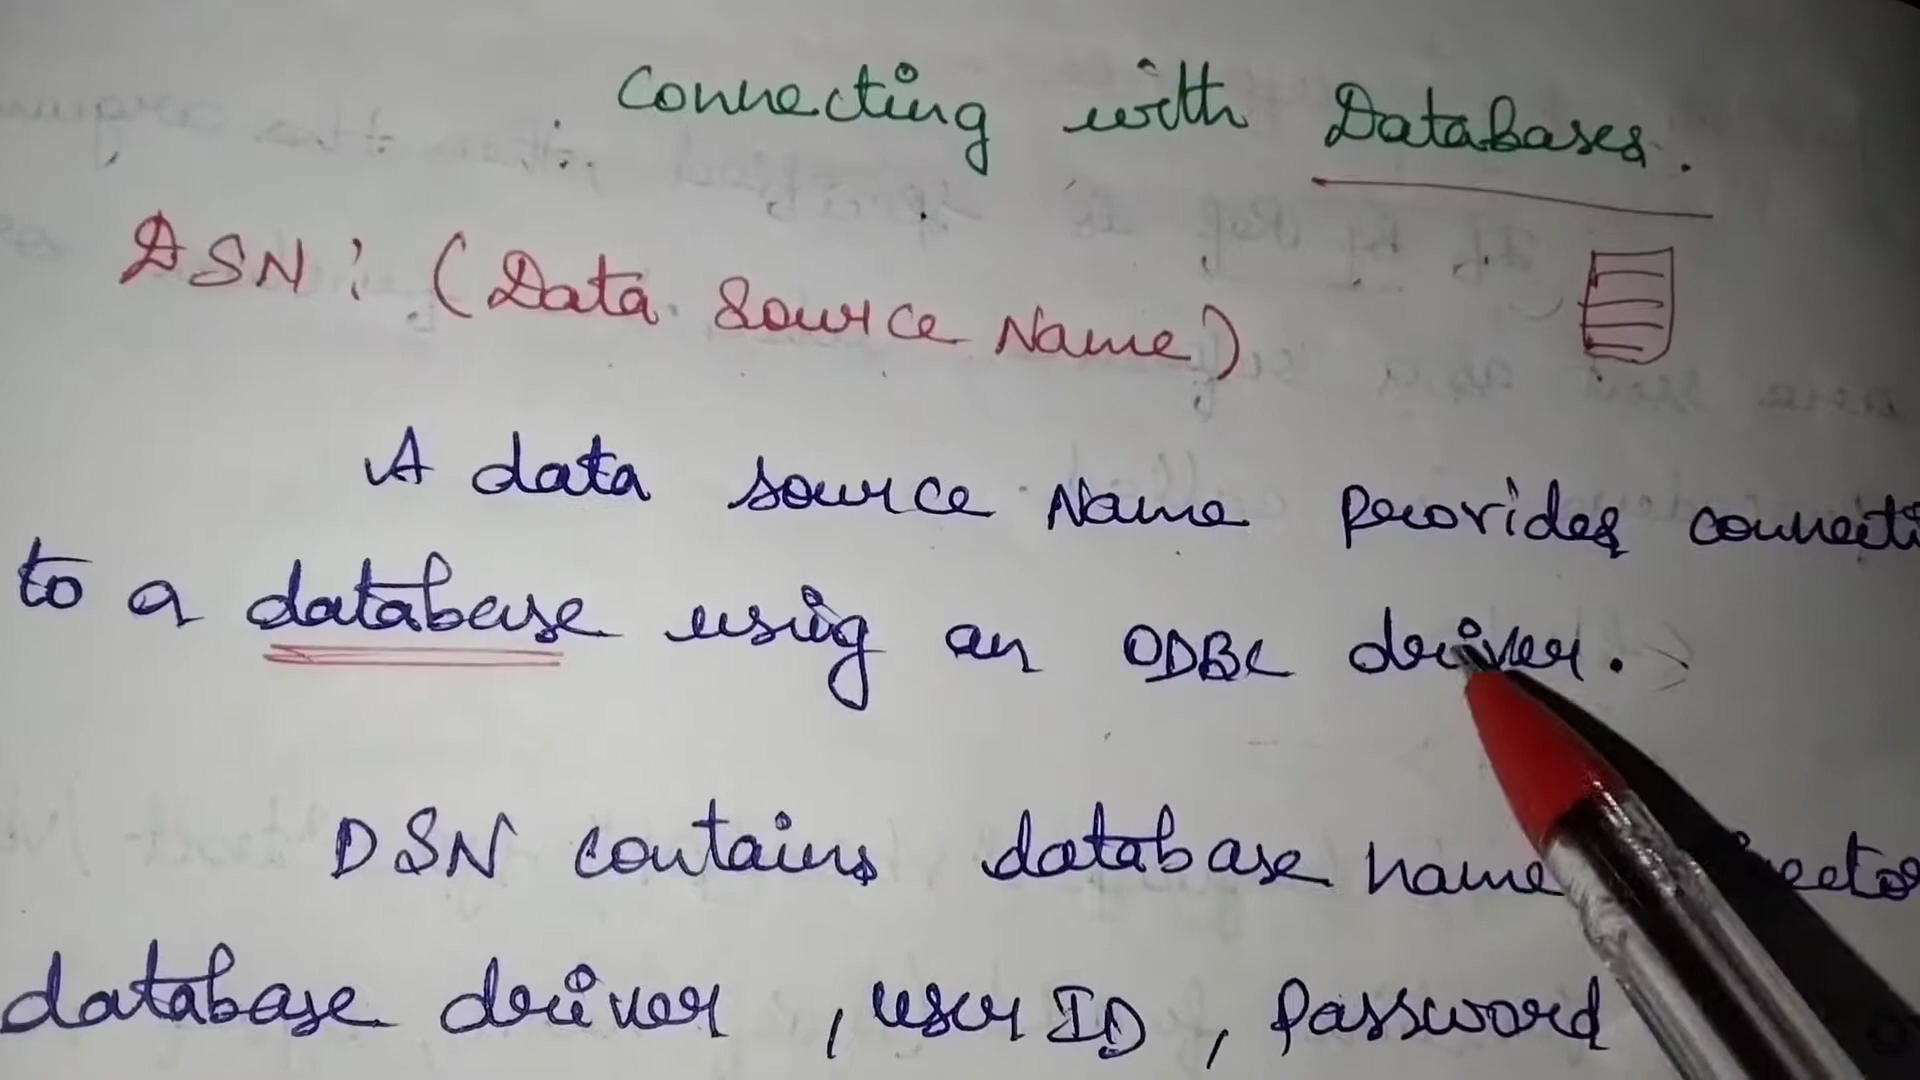 Connecting with Databases.
DSN: (Data Source Name)
A data source Name provides connecti
to a database using an ODBC driver.
DSN contains database name
database driver, user ID, Password